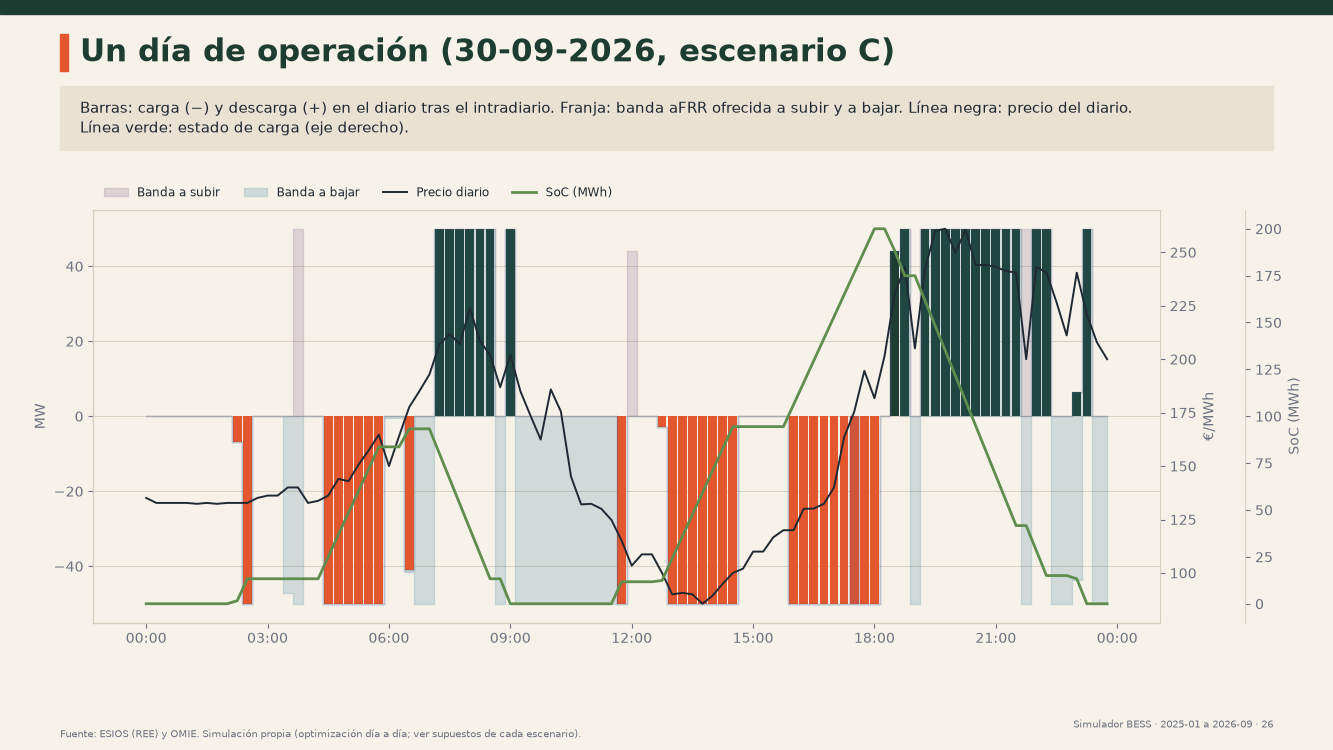 Un día de operación (30-09-2026, escenario C)
Barras: carga (−) y descarga (+) en el diario tras el intradiario. Franja: banda aFRR ofrecida a subir y a bajar. Línea negra: precio del diario.
Línea verde: estado de carga (eje derecho).
Banda a subir
Banda a bajar
Precio diario
SoC (MWh)
MW
40
20
0
−20
−40
00:00
03:00
06:00
09:00
12:00
15:00
18:00
21:00
00:00
250
225
200
175
150
125
100
€/MWh
200
175
150
125
100
75
50
25
0
SoC (MWh)
Fuente: ESIOS (REE) y OMIE. Simulación propia (optimización día a día; ver supuestos de cada escenario).
Simulador BESS · 2025-01 a 2026-09 · 26